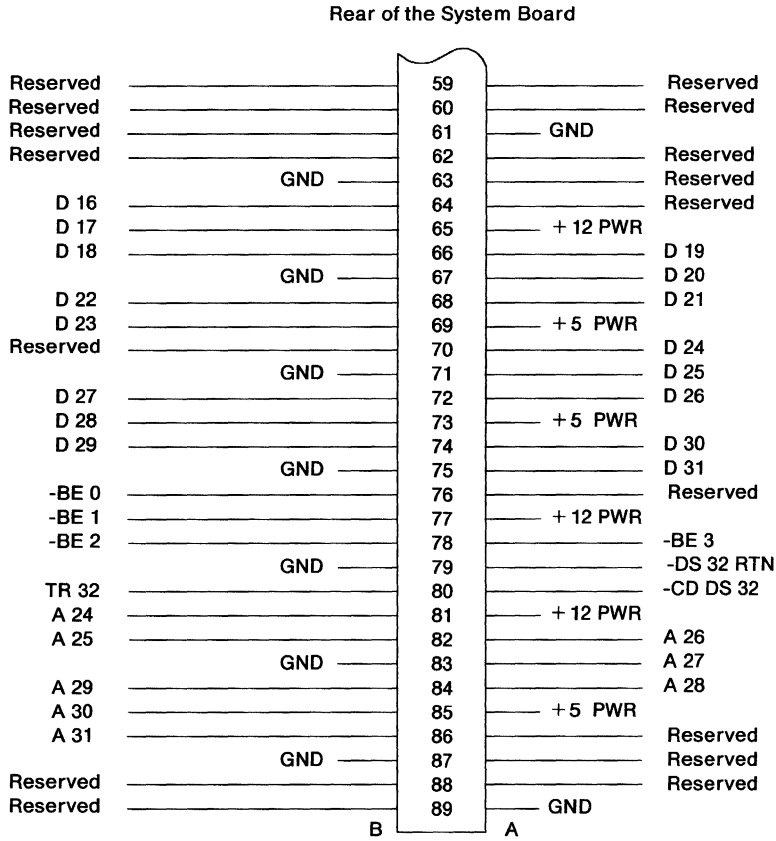 Rear of the System Board
Reserved 59 Reserved
Reserved 60 Reserved
Reserved 61 GND
Reserved 62 Reserved
GND 63 Reserved
D 16 64 Reserved
D 17 65 + 12 PWR
D 18 66 D 19
GND 67 D 20
D 22 68 D 21
D 23 69 + 5 PWR
Reserved 70 D 24
GND 71 D 25
D 27 72 D 26
D 28 73 + 5 PWR
D 29 74 D 30
GND 75 D 31
-BE 0 76 Reserved
-BE 1 77 + 12 PWR
-BE 2 78 -BE 3
GND 79 -DS 32 RTN
TR 32 80 -CD DS 32
A 24 81 + 12 PWR
A 25 82 A 26
GND 83 A 27
A 29 84 A 28
A 30 85 + 5 PWR
A 31 86 Reserved
GND 87 Reserved
Reserved 88 Reserved
Reserved 89 GND
B A